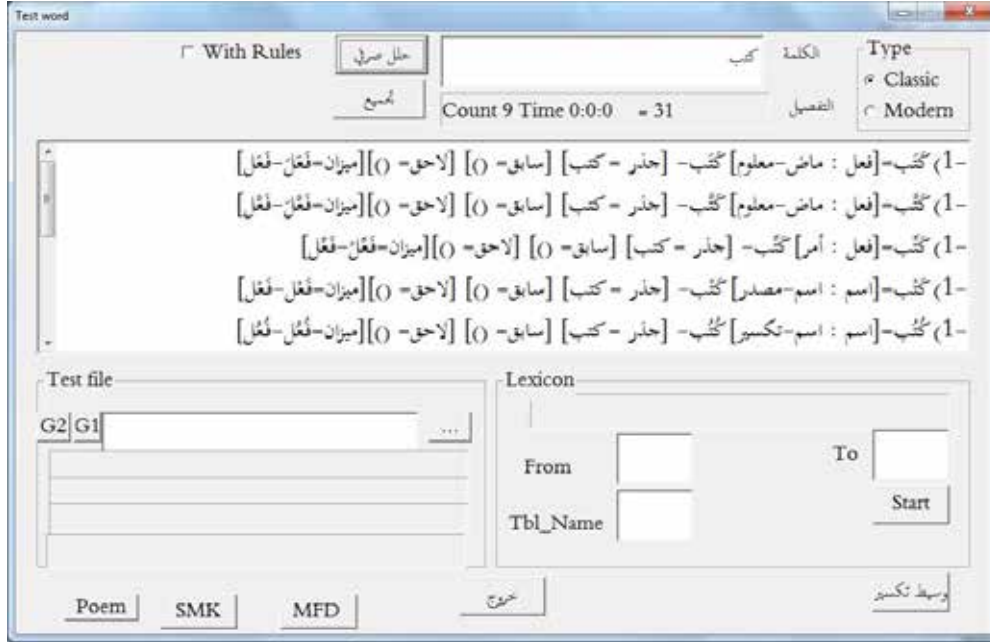 Test word
With Rules
حلل صرفي
كتب
الكلمة
Type
Classic
تجميع
Count 9 Time 0:0:0 = 31
التفصيل
Modern
-1) كَتَب=[فعل : ماض-معلوم] كَتَب- [جذر = كتب] [سابق= ()] [لاحق= ()][ميزان=فَعَل-فَعَل]
-1) كَتَّب=[فعل : ماض-معلوم] كَتَّب- [جذر = كتب] [سابق= ()] [لاحق= ()][ميزان=فَعَّل-فَعَّل]
-1) كَتِّب=[فعل : أمر] كَتِّب- [جذر = كتب] [سابق= ()] [لاحق= ()][ميزان=فَعِّل-فَعِّل]
-1) كَتْب=[اسم : اسم-مصدر] كَتْب- [جذر = كتب] [سابق= ()] [لاحق= ()][ميزان=فَعْل-فَعْل]
-1) كُتُب=[اسم : اسم-تكسير] كُتُب- [جذر = كتب] [سابق= ()] [لاحق= ()][ميزان=فُعُل-فُعُل]
Test file
Lexicon
G2 G1
...
From
To
Tbl_Name
Start
Poem
SMK
MFD
خروج
وسيط تكسير